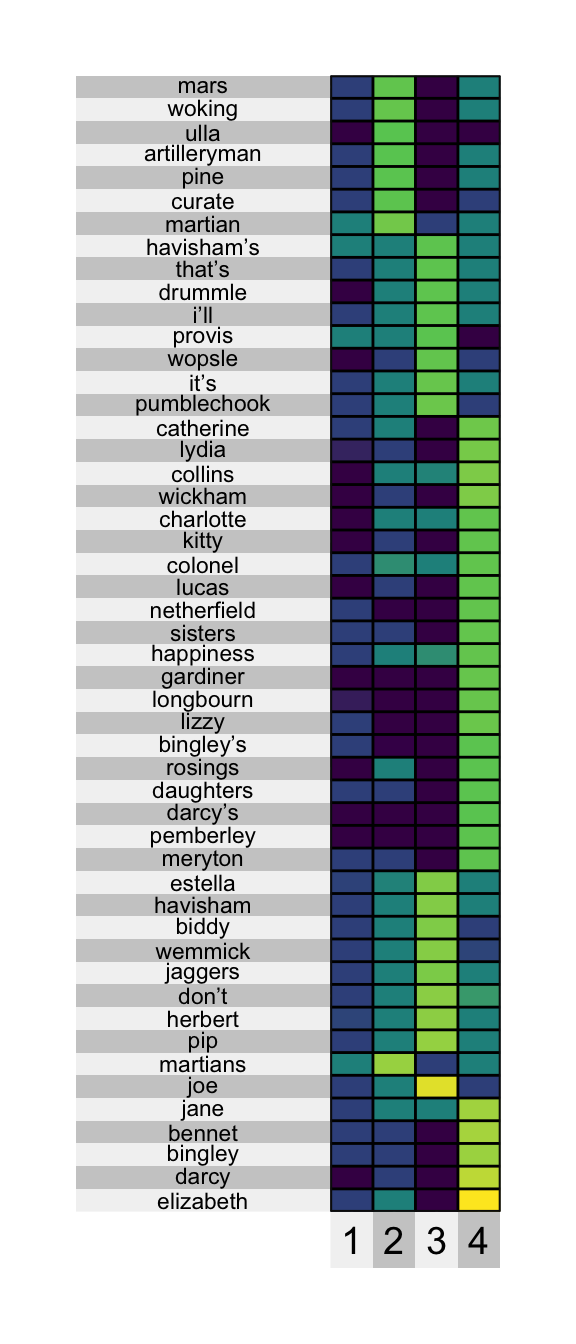 mars
woking
ulla
artilleryman
pine
curate
martian
havisham’s
that’s
drummle
i’ll
provis
wopsle
it’s
pumblechook
catherine
lydia
collins
wickham
charlotte
kitty
colonel
lucas
netherfield
sisters
happiness
gardiner
longbourn
lizzy
bingley’s
rosings
daughters
darcy’s
pemberley
meryton
estella
havisham
biddy
wemmick
jaggers
don’t
herbert
pip
martians
joe
jane
bennet
bingley
darcy
elizabeth
1 2 3 4